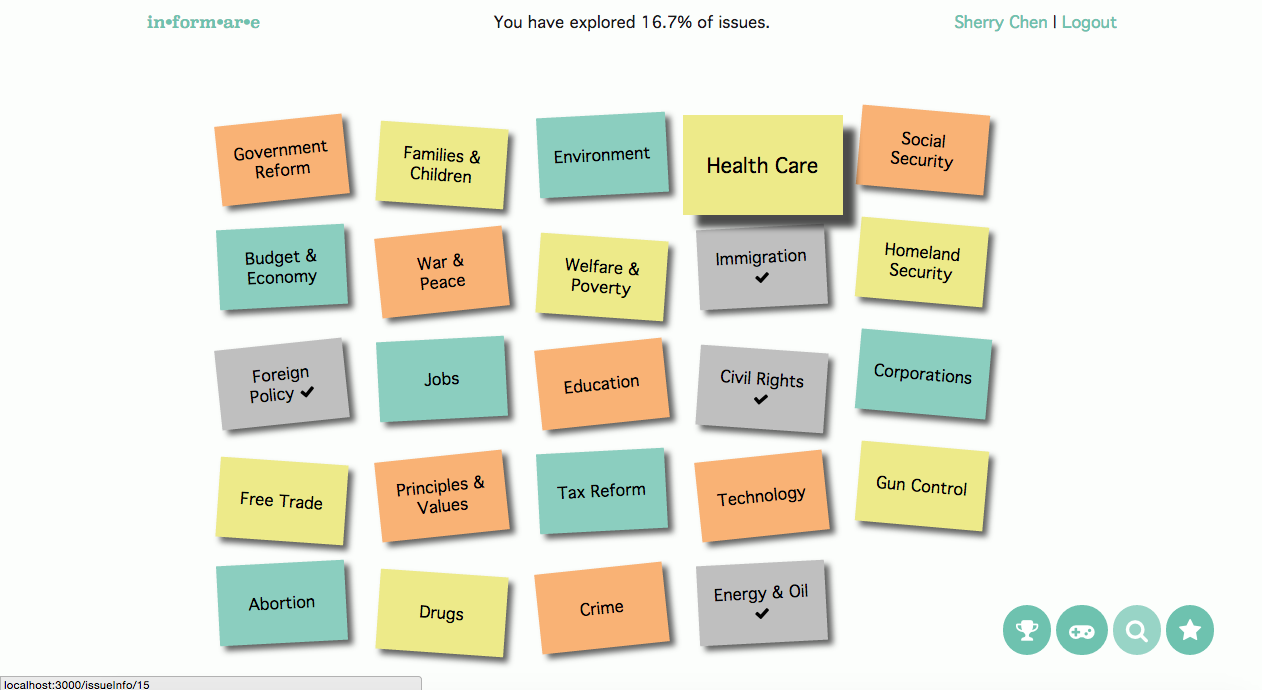 in•form•ar•e
You have explored 16.7% of issues.
Sherry Chen | Logout
Government
Reform
Families &
Children
Environment
Health Care
Social
Security
Budget &
Economy
War &
Peace
Welfare &
Poverty
Immigration
✔
Homeland
Security
Foreign
Policy ✔
Jobs
Education
Civil Rights
✔
Corporations
Free Trade
Principles &
Values
Tax Reform
Technology
Gun Control
Abortion
Drugs
Crime
Energy & Oil
✔
localhost:3000/issueInfo/15